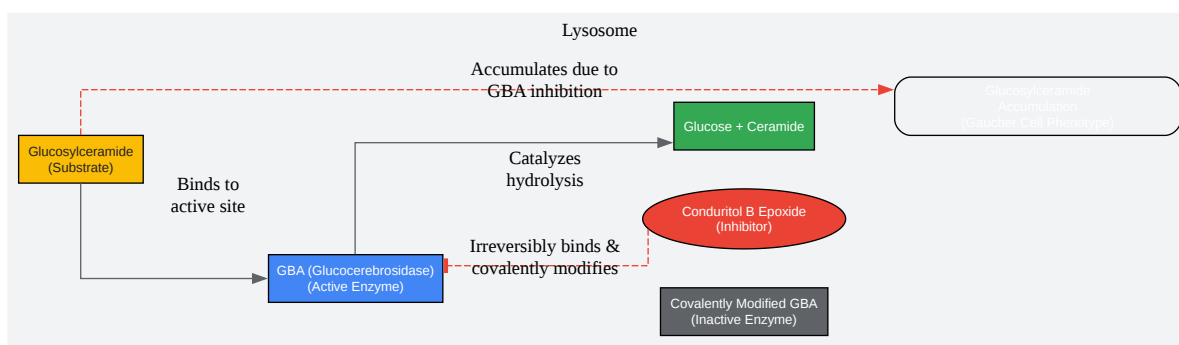 Lysosome
Accumulates due to
GBA inhibition
Glucosylceramide
Accumulation
(Gaucher Cell Phenotype)
Glucose + Ceramide
Glucosylceramide
(Substrate)
Catalyzes
hydrolysis
Binds to
active site
Conduritol B Epoxide
(Inhibitor)
Irreversibly binds &
covalently modifies
GBA (Glucocerebrosidase)
(Active Enzyme)
Covalently Modified GBA
(Inactive Enzyme)